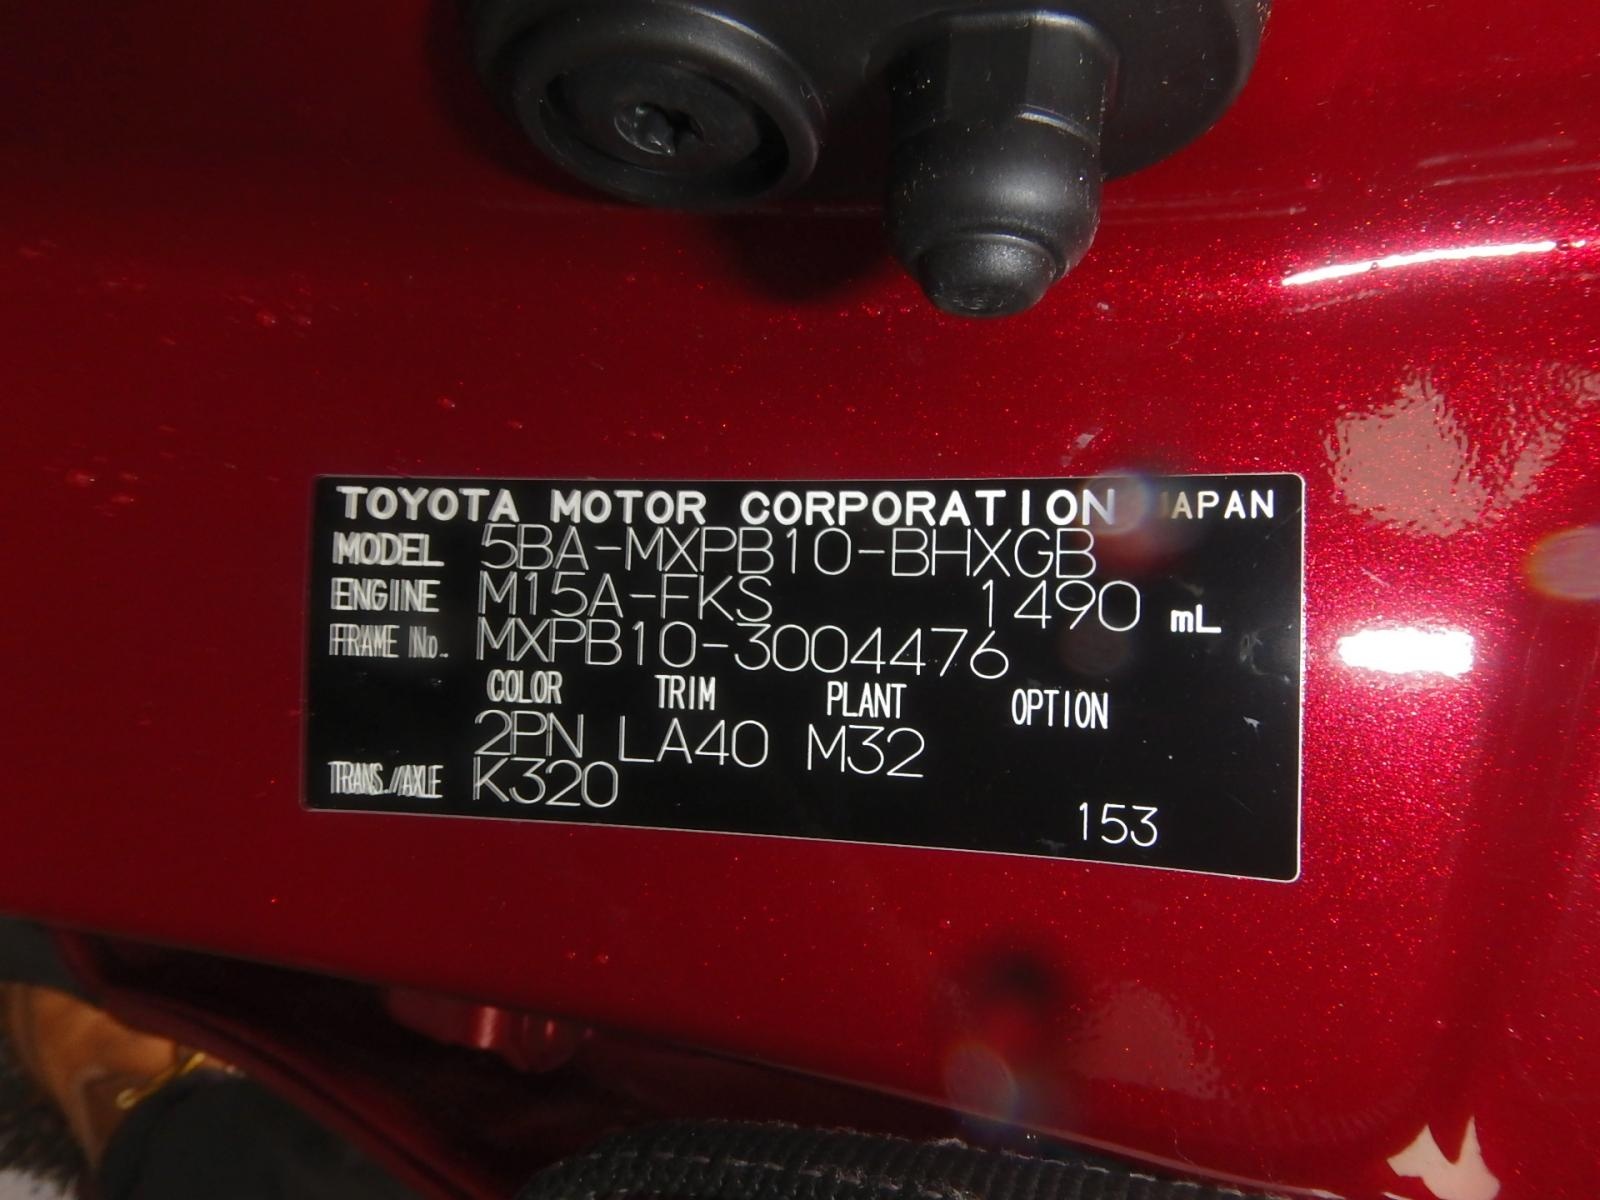 TOYOTA MOTOR CORPORATION JAPAN
MODEL 5BA-MXPB10-BHXGB
ENGINE M15A-FKS 1490 mL
FRAME No. MXPB10-3004476
COLOR TRIM PLANT OPTION
2PN LA40 M32
TRANS./AXLE K320
153